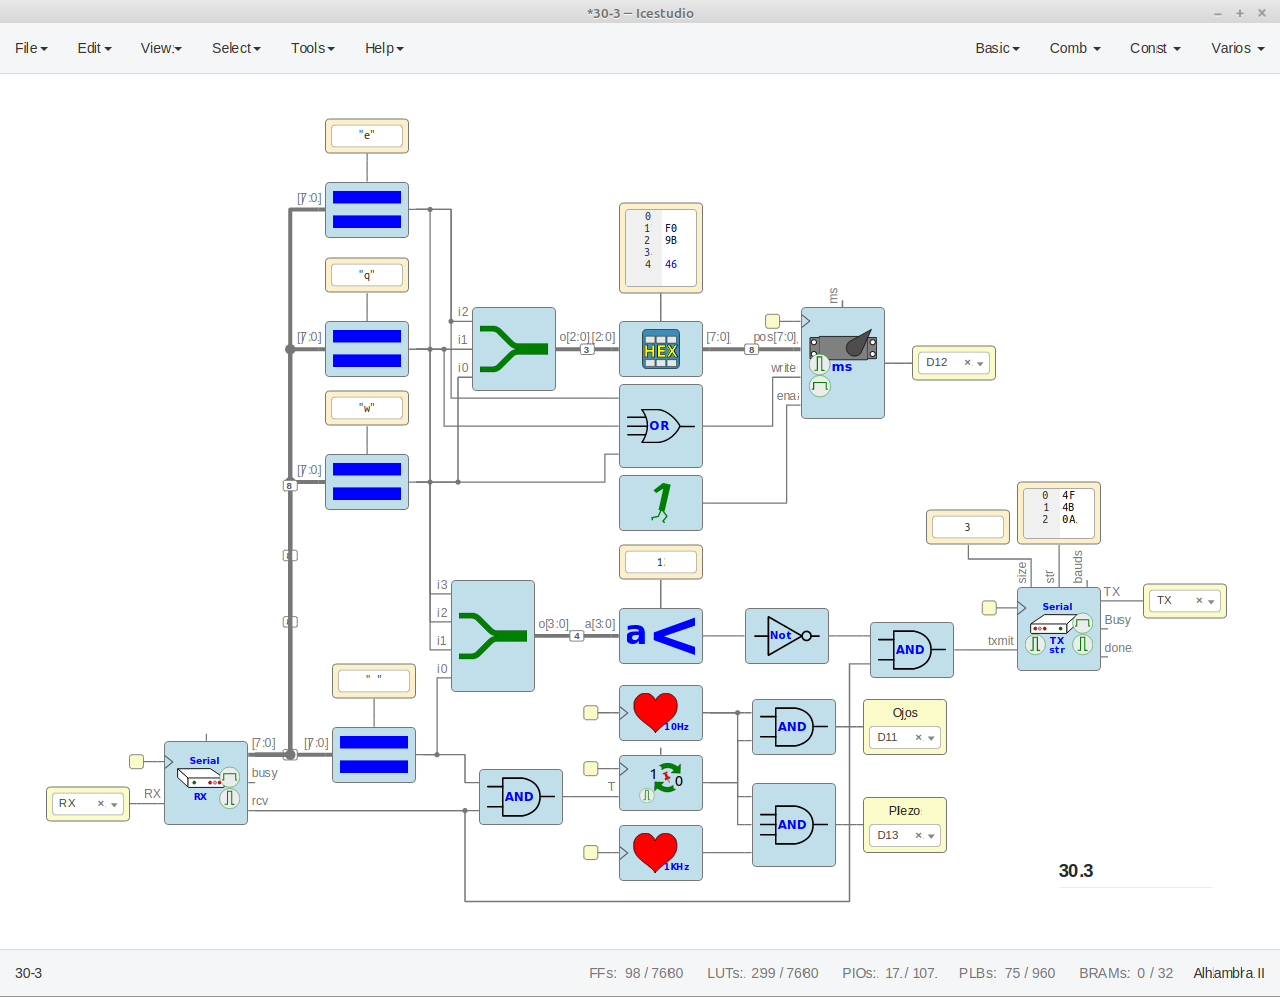 *30-3 — Icestudio
File Edit View Select Tools Help Basic Comb Const Varios
"e"
[7:0]
"q"
[7:0]
"w"
[7:0]
8
i2
i1
i0
o[2:0] [2:0]
3
0
1 F0
2 9B
3
4 46
HEX
[7:0] pos[7:0]
8
ms
write
ena
ms
D12
OR
1
1
i3
i2
i1
i0
o[3:0] a[3:0]
4
a<
Not
AND
3
0 4F
1 4B
2 0A
size
str
bauds
Serial
TX
str
txmit
TX
Busy
done
TX
" "
[7:0] [7:0]
Serial
RX
busy
rcv
RX
RX
AND
T
10Hz
1 0
1KHz
AND
AND
Ojos
D11
Piezo
D13
30.3
30-3 FFs: 98 / 7680 LUTs: 299 / 7680 PIOs: 17 / 107 PLBs: 75 / 960 BRAMs: 0 / 32 Alhambra II